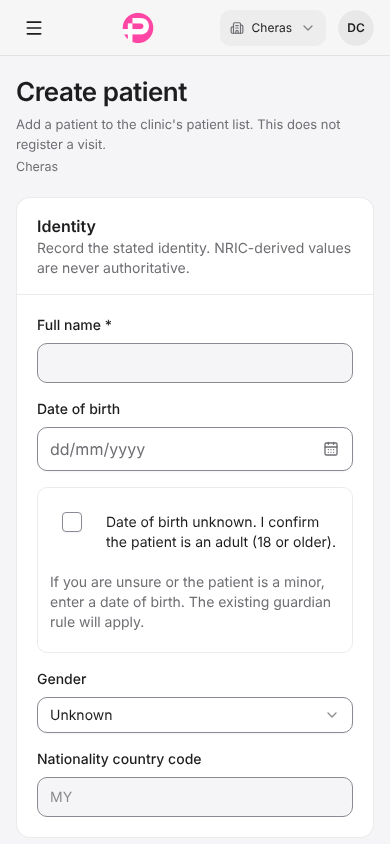 Cheras
DC
Create patient
Add a patient to the clinic's patient list. This does not
register a visit.
Cheras
Identity
Record the stated identity. NRIC-derived values
are never authoritative.
Full name *
Date of birth
dd/mm/yyyy
Date of birth unknown. I confirm
the patient is an adult (18 or older).
If you are unsure or the patient is a minor,
enter a date of birth. The existing guardian
rule will apply.
Gender
Unknown
Nationality country code
MY